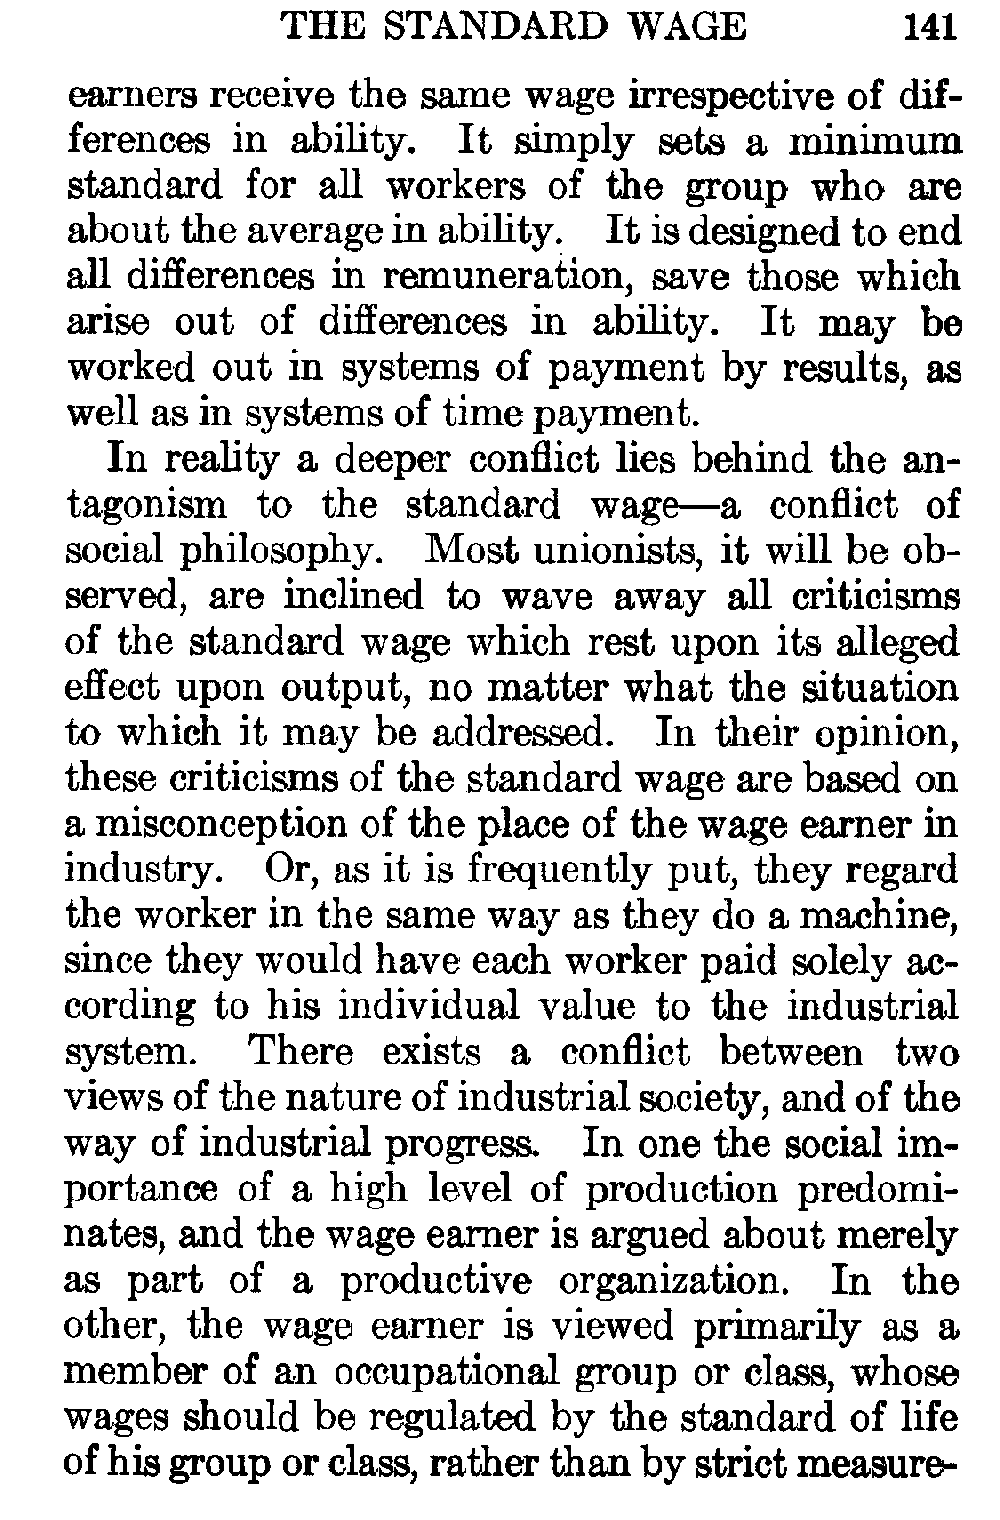 THE STANDARD WAGE 141
earners receive the same wage irrespective of dif-
ferences in ability. It simply sets a minimum
standard for all workers of the group who are
about the average in ability. It is designed to end
all differences in remuneration, save those which
arise out of differences in ability. It may be
worked out in systems of payment by results, as
well as in systems of time payment.
In reality a deeper conflict lies behind the an-
tagonism to the standard wage—a conflict of
social philosophy. Most unionists, it will be ob-
served, are inclined to wave away all criticisms
of the standard wage which rest upon its alleged
effect upon output, no matter what the situation
to which it may be addressed. In their opinion,
these criticisms of the standard wage are based on
a misconception of the place of the wage earner in
industry. Or, as it is frequently put, they regard
the worker in the same way as they do a machine,
since they would have each worker paid solely ac-
cording to his individual value to the industrial
system. There exists a conflict between two
views of the nature of industrial society, and of the
way of industrial progress. In one the social im-
portance of a high level of production predomi-
nates, and the wage earner is argued about merely
as part of a productive organization. In the
other, the wage earner is viewed primarily as a
member of an occupational group or class, whose
wages should be regulated by the standard of life
of his group or class, rather than by strict measure-